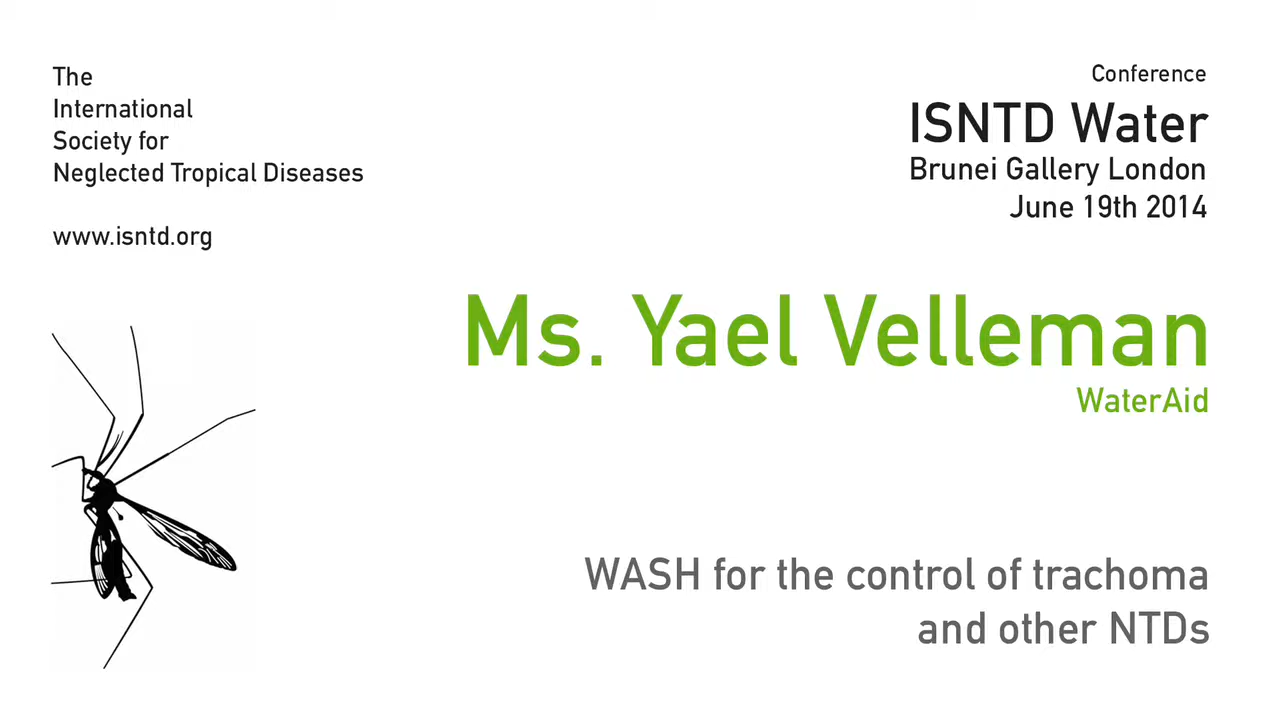 The
International
Society for
Neglected Tropical Diseases
www.isntd.org
Conference
ISNTD Water
Brunei Gallery London
June 19th 2014
Ms. Yael Velleman
WaterAid
WASH for the control of trachoma
and other NTDs